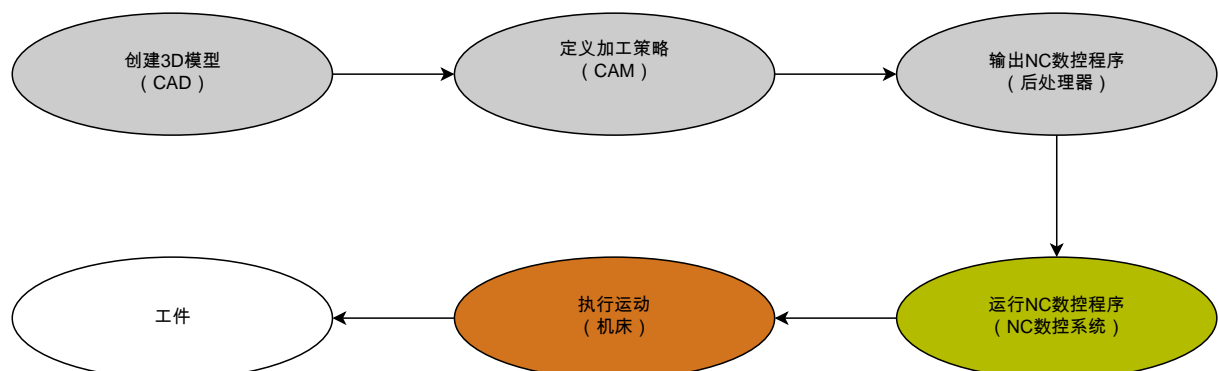 创建3D模型
（CAD）
定义加工策略
（CAM）
输出NC数控程序
（后处理器）
工件
执行运动
（机床）
运行NC数控程序
（NC数控系统）